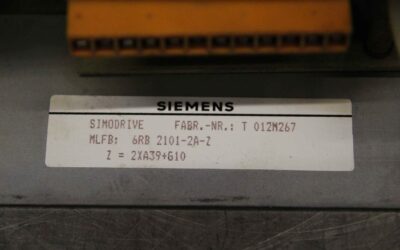 SIEMENS
SIMODRIVE FABR.-NR.: T 012M267
MLFB: 6RB 2101-2A-Z
Z = 2XA39+G10